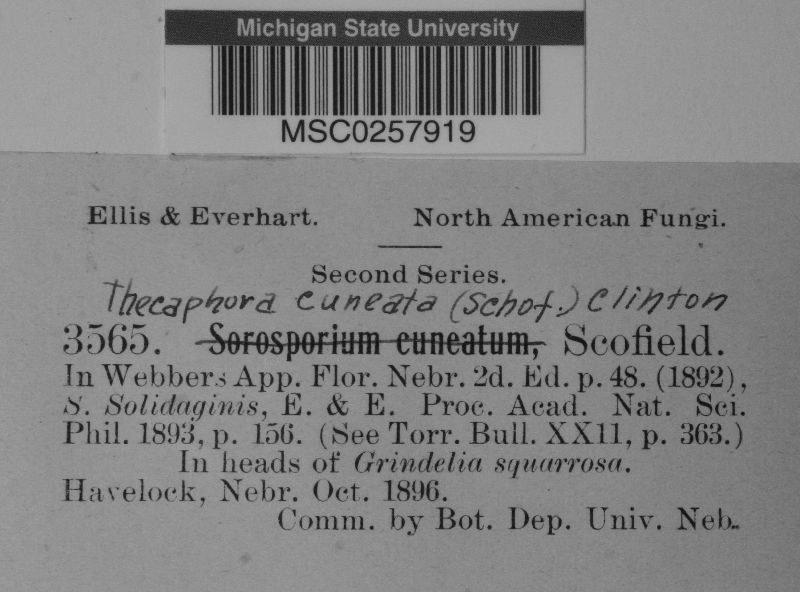 Michigan State University
MSC0257919
Ellis & Everhart. North American Fungi.
Second Series.
Thecaphora cuneata (Schof.) Clinton
3565. Sorosporium cuneatum, Scofield.
In Webbers App. Flor. Nebr. 2d. Ed. p. 48. (1892),
S. Solidaginis, E. & E. Proc. Acad. Nat. Sci.
Phil. 1893, p. 156. (See Torr. Bull. XX11, p. 363.)
In heads of Grindelia squarrosa.
Havelock, Nebr. Oct. 1896.
Comm. by Bot. Dep. Univ. Neb.